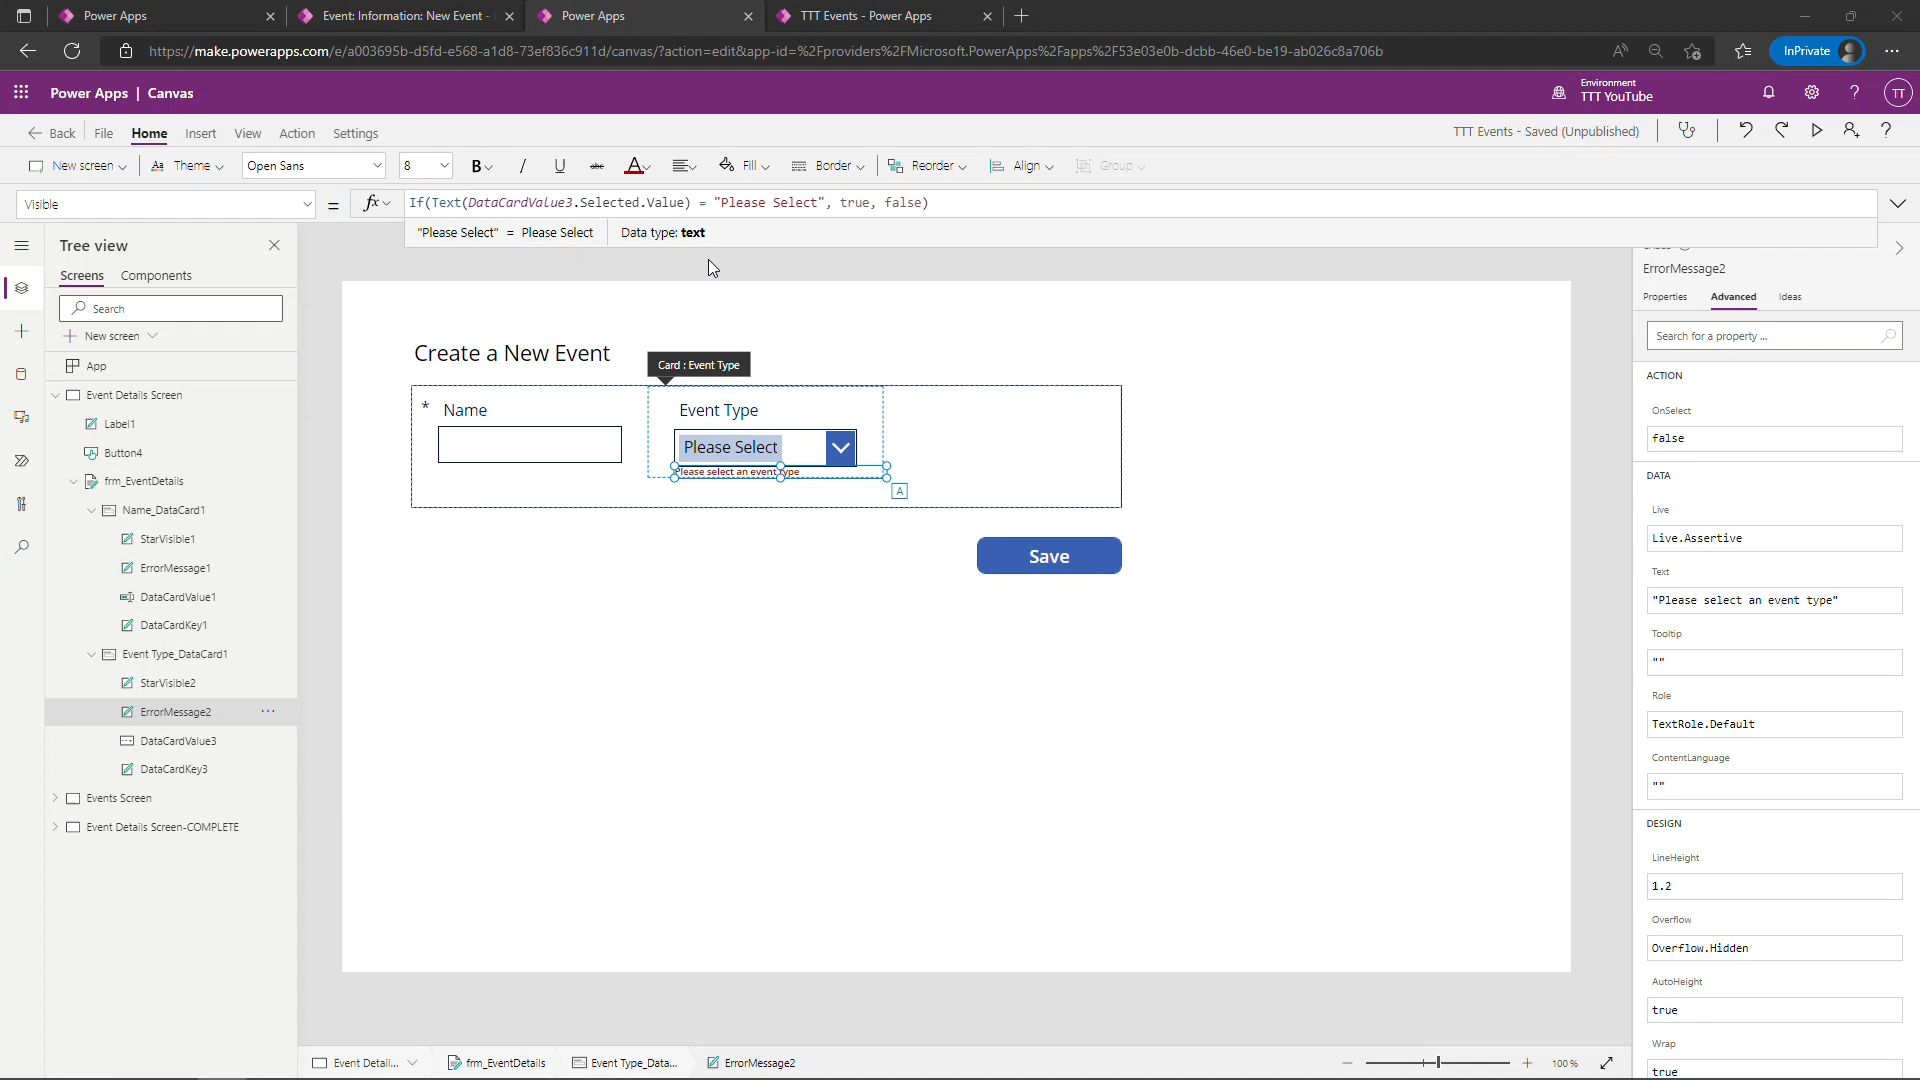 Power Apps
Event: Information: New Event -
Power Apps
TTT Events - Power Apps
https://make.powerapps.com/e/a003695b-d5fd-e568-a1d8-73ef836c911d/canvas/?action=edit&app-id=%2Fproviders%2FMicrosoft.PowerApps%2Fapps%2F53e03e0b-dcbb-46e0-be19-ab026c8a706b
InPrivate
Power Apps | Canvas
Environment
TTT YouTube
TT
Back File Home Insert View Action Settings
TTT Events - Saved (Unpublished)
New screen Theme Open Sans 8 B / U abc A Fill Border Reorder Align Group
Visible = fx If(Text(DataCardValue3.Selected.Value) = "Please Select", true, false)
"Please Select" = Please Select Data type: text
Tree view
Screens Components
Search
New screen
App
Event Details Screen
Label1
Button4
frm_EventDetails
Name_DataCard1
StarVisible1
ErrorMessage1
DataCardValue1
DataCardKey1
Event Type_DataCard1
StarVisible2
ErrorMessage2 ...
DataCardValue3
DataCardKey3
Events Screen
Event Details Screen-COMPLETE
Create a New Event
Card : Event Type
* Name
Event Type
Please Select
Please select an event type
A
Save
ErrorMessage2
Properties Advanced Ideas
Search for a property ...
ACTION
OnSelect
false
DATA
Live
Live.Assertive
Text
"Please select an event type"
Tooltip
""
Role
TextRole.Default
ContentLanguage
""
DESIGN
LineHeight
1.2
Overflow
Overflow.Hidden
AutoHeight
true
Wrap
true
Event Detail... frm_EventDetails Event Type_Data... ErrorMessage2
100 %